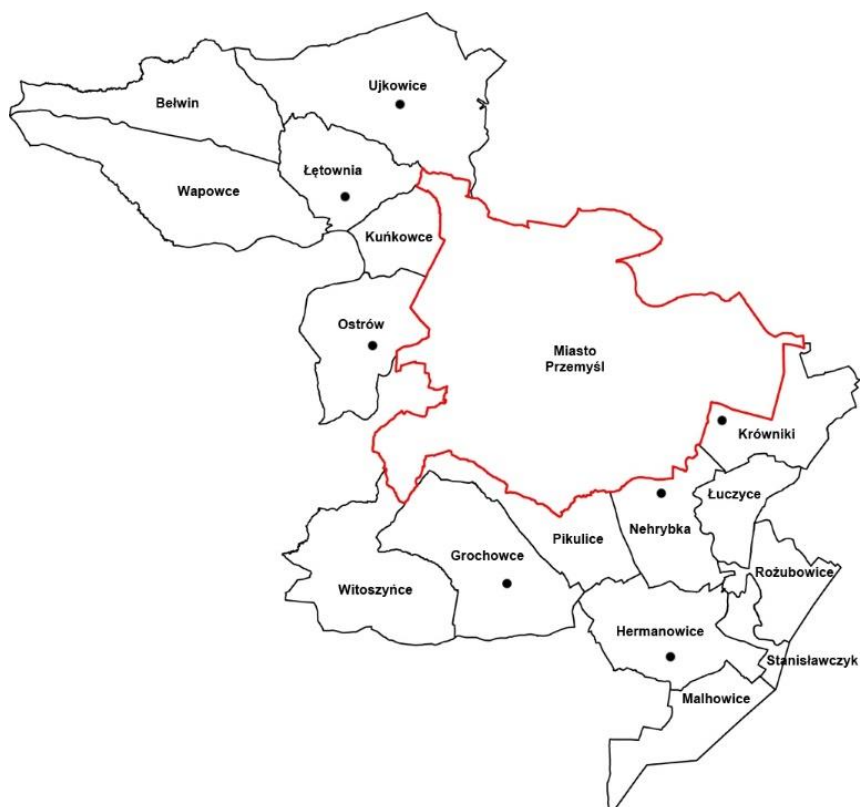 Ujkowice
Bełwin
Łętownia
Wapowce
Kuńkowce
Ostrów
Miasto
Przemyśl
Krówniki
Łuczyce
Nehrybka
Pikulice
Grochowce
Rożubowice
Witoszyńce
Hermanowice
Stanisławczyk
Malhowice